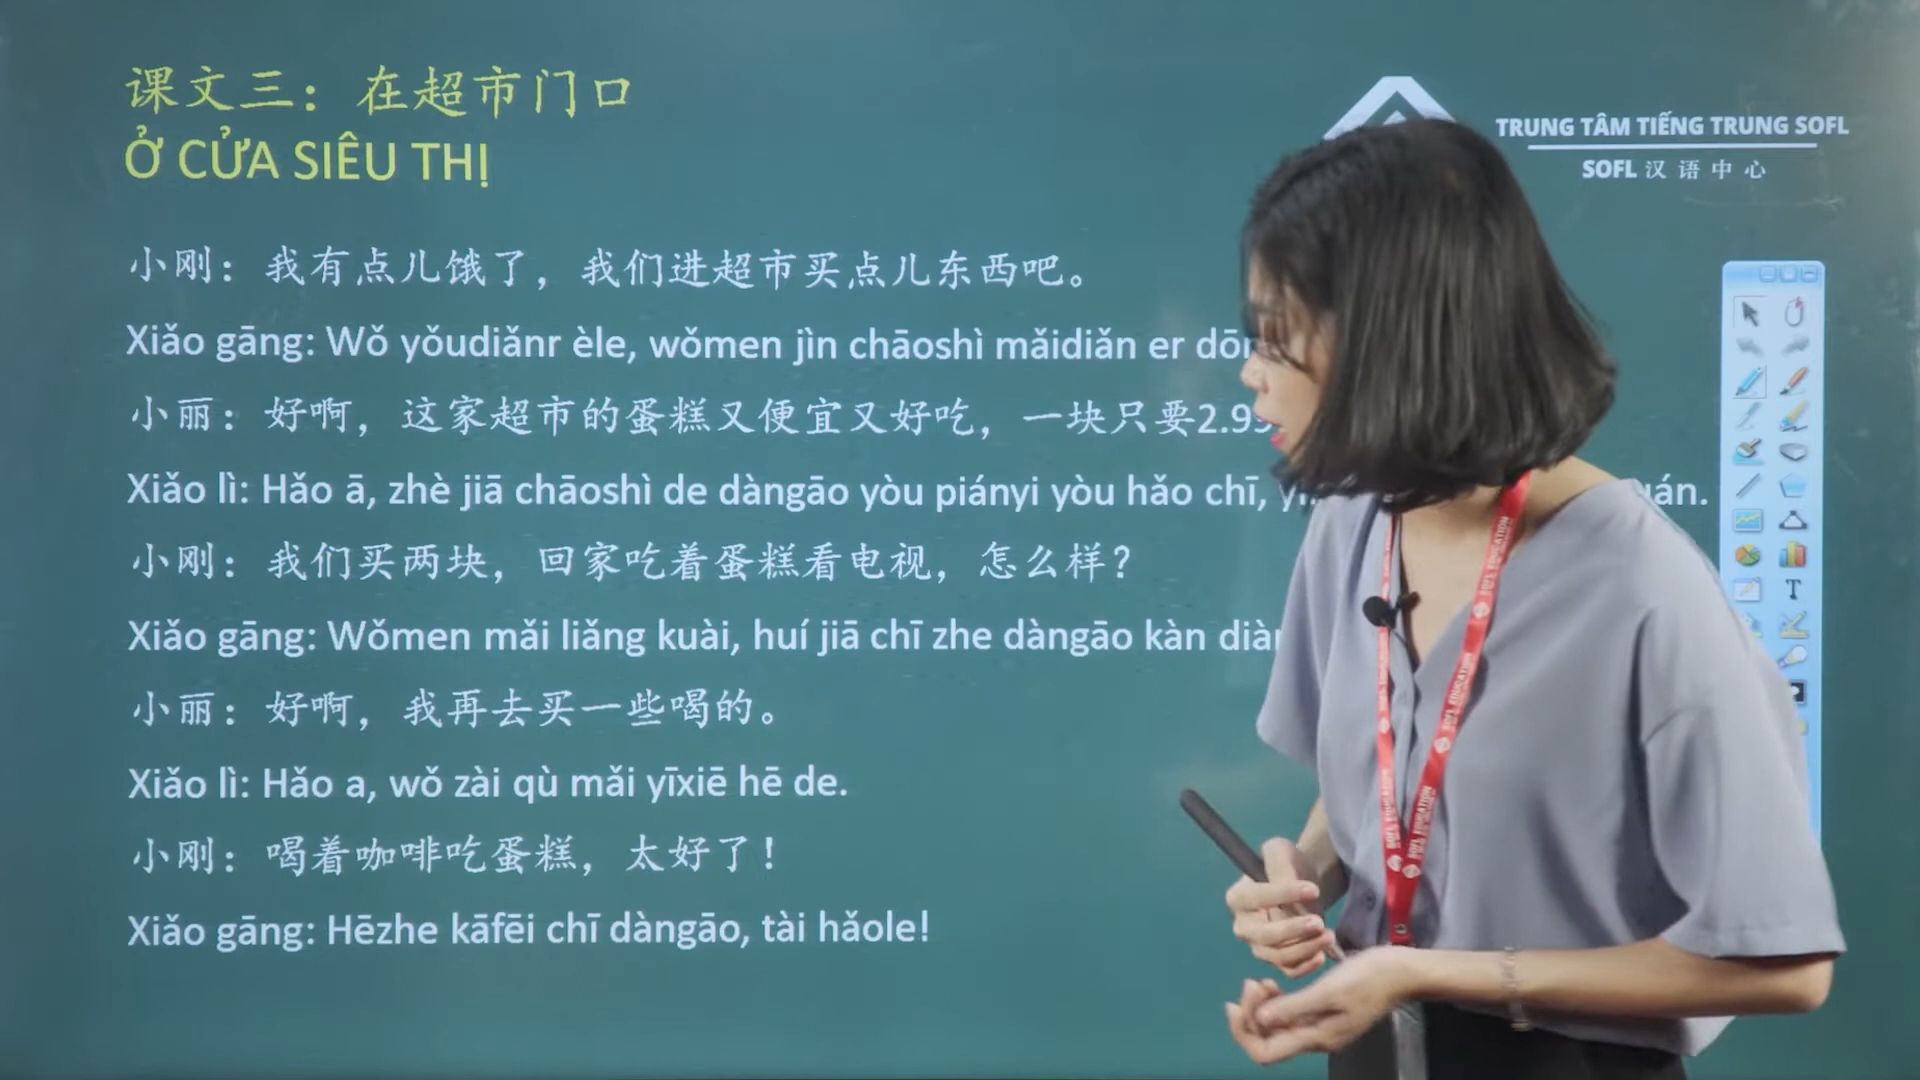 课文三：在超市门口
Ở CỬA SIÊU THỊ
TRUNG TÂM TIẾNG TRUNG SOFL
SOFL 汉语中心
小刚：我有点儿饿了，我们进超市买点儿东西吧。
Xiǎo gāng: Wǒ yǒudiǎnr èle, wǒmen jìn chāoshì mǎidiǎn er
小丽：好啊，这家超市的蛋糕又便宜又好吃，一块只要2.9
Xiǎo lì: Hǎo ā, zhè jiā chāoshì de dàngāo yòu piányi yòu hǎo chī,
小刚：我们买两块，回家吃着蛋糕看电视，怎么样？
Xiǎo gāng: Wǒmen mǎi liǎng kuài, huí jiā chī zhe dàngāo kàn
小丽：好啊，我再去买一些喝的。
Xiǎo lì: Hǎo a, wǒ zài qù mǎi yīxiē hē de.
小刚：喝着咖啡吃蛋糕，太好了！
Xiǎo gāng: Hēzhe kāfēi chī dàngāo, tài hǎole!
SOFL EDUCATION
T